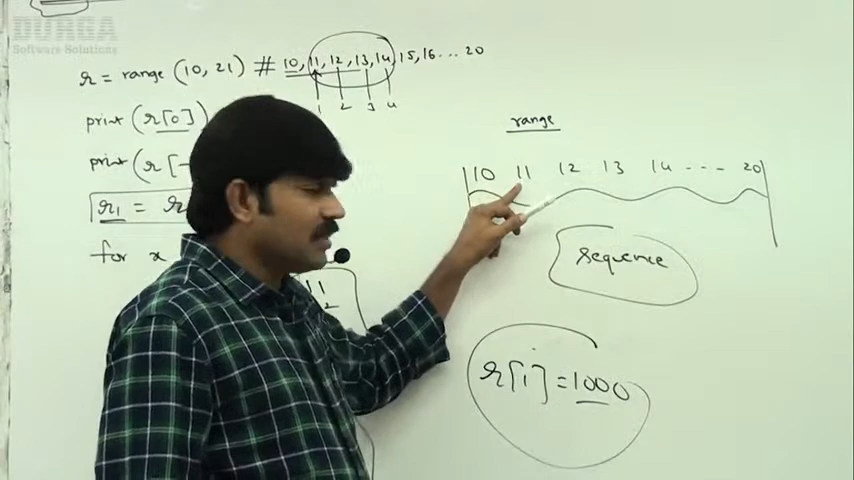 DURGA
Software Solutions
r = range (10, 21) # 10, 11, 12, 13, 14, 15, 16, ... 20
1 2 3 4
print (r[0])
print (r[-
r1 = r
for x
11
2
range
10 11 12 13 14 - - - 20
sequence
r[1] = 1000